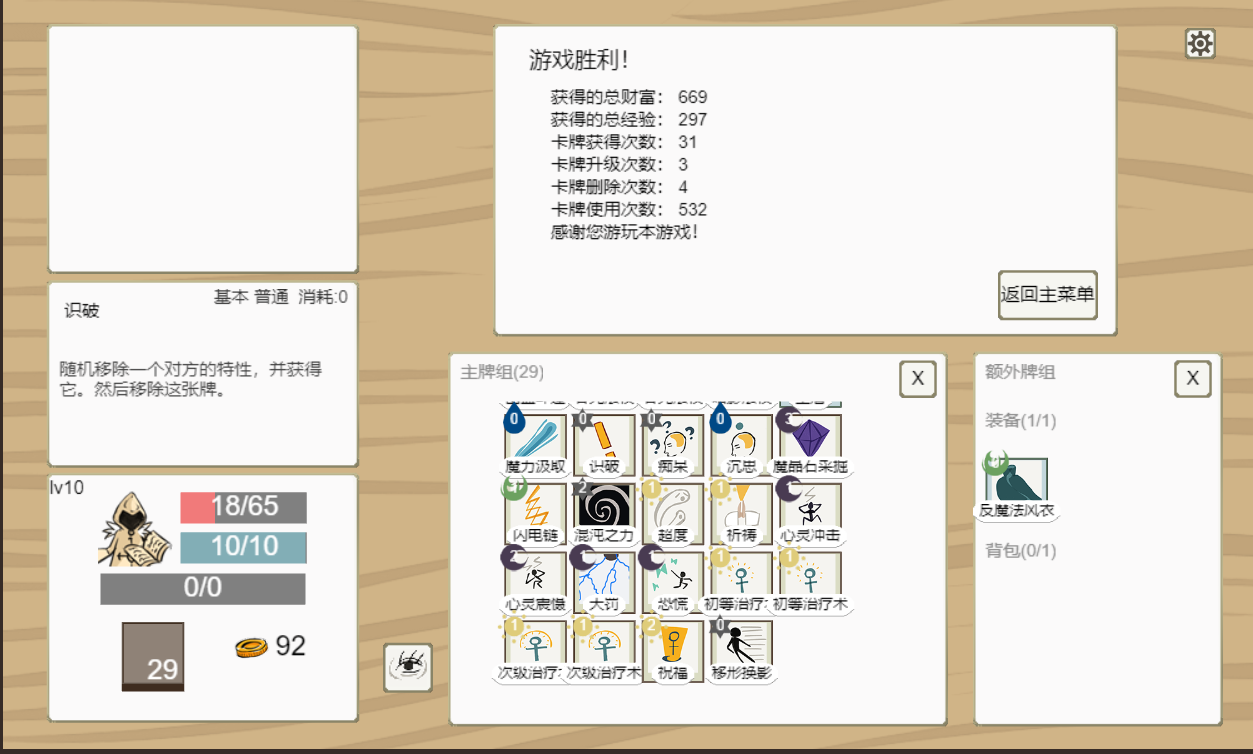 游戏胜利！
获得的总财富： 669
获得的总经验： 297
卡牌获得次数： 31
卡牌升级次数： 3
卡牌删除次数： 4
卡牌使用次数： 532
感谢您游玩本游戏！
返回主菜单
识破
基本 普通 消耗:0
随机移除一个对方的特性，并获得
它。然后移除这张牌。
lv10
18/65
10/10
0/0
29
92
主牌组(29)
X
0 0 0 0
魔力汲取 识破 痴呆 沉思 魔晶石采掘
2 1 1
闪电链 混沌之力 超度 祈祷 心灵冲击
1 1
心灵震慑 天罚 恐慌 初等治疗 初等治疗术
1 1 2 0
次级治疗 次级治疗术 祝福 移形换影
额外牌组
X
装备(1/1)
反魔法风衣
背包(0/1)